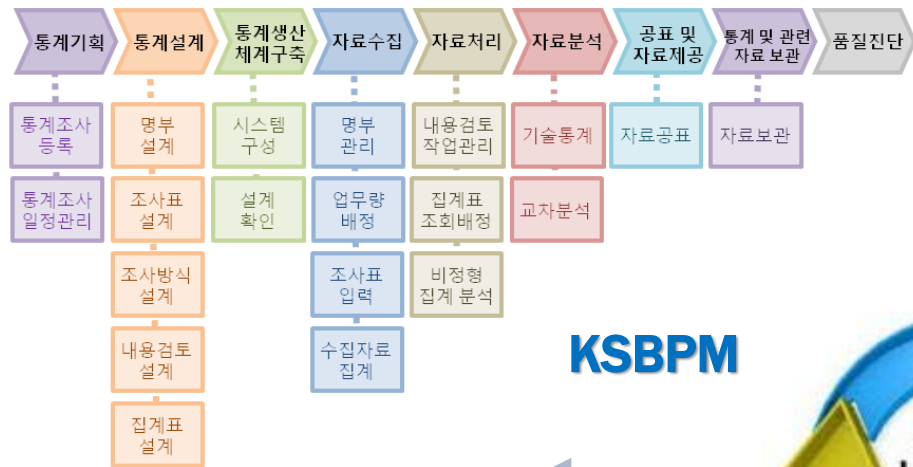 통계기획
통계설계
통계생산
체계구축
자료수집
자료처리
자료분석
공표 및
자료제공
통계 및 관련
자료 보관
품질진단
통계조사
등록
통계조사
일정관리
명부
설계
조사표
설계
조사방식
설계
내용검토
설계
집계표
설계
시스템
구성
설계
확인
명부
관리
업무량
배정
조사표
입력
수집자료
집계
내용검토
작업관리
집계표
조회배정
비정형
집계 분석
기술통계
교차분석
자료공표
자료보관
KSBPM